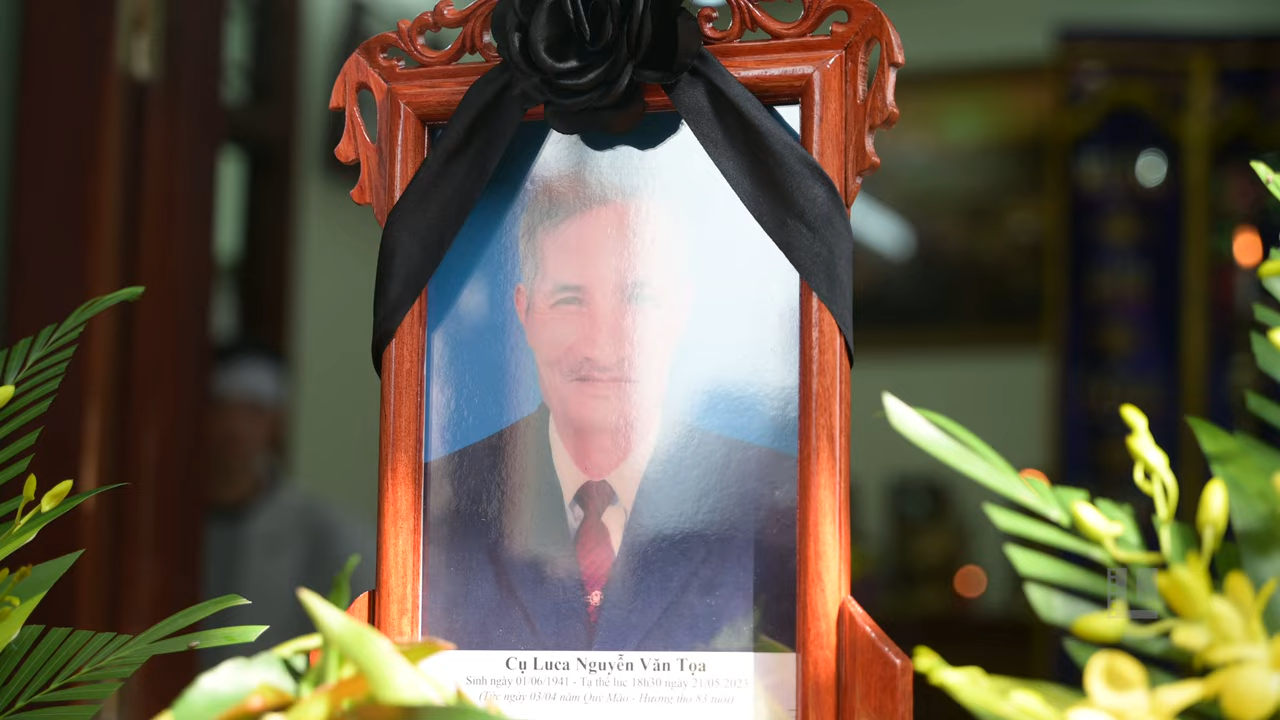 Cụ Luca Nguyễn Văn Tọa
Sinh ngày 01/06/1941 - Tạ thế lúc 18h30 ngày 21/05/2023
(Tức ngày 03/04 năm Quý Mão - Hưởng thọ 83 tuổi)